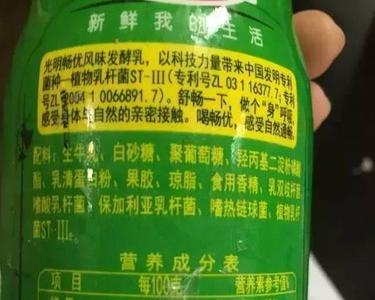 新鲜我的生活
光明畅优风味发酵乳，以科技力量带来中国发明专利
菌种—植物乳杆菌ST-III（专利号ZL 03 1 16377.7；专利
号ZL 2004 1 0066891.7）。舒畅一下，做个“身”呼吸，
感受身体与自然的亲密接触。喝畅优，感受自然通畅
配料：生牛乳、白砂糖、聚葡萄糖、羟丙基二淀粉磷酸
酯、乳清蛋白粉、果胶、琼脂、食用香精、乳双歧杆菌、
嗜酸乳杆菌、保加利亚乳杆菌、嗜热链球菌、植物乳杆
菌ST-III。
营养成分表
项目 每100克 营养素参考值%